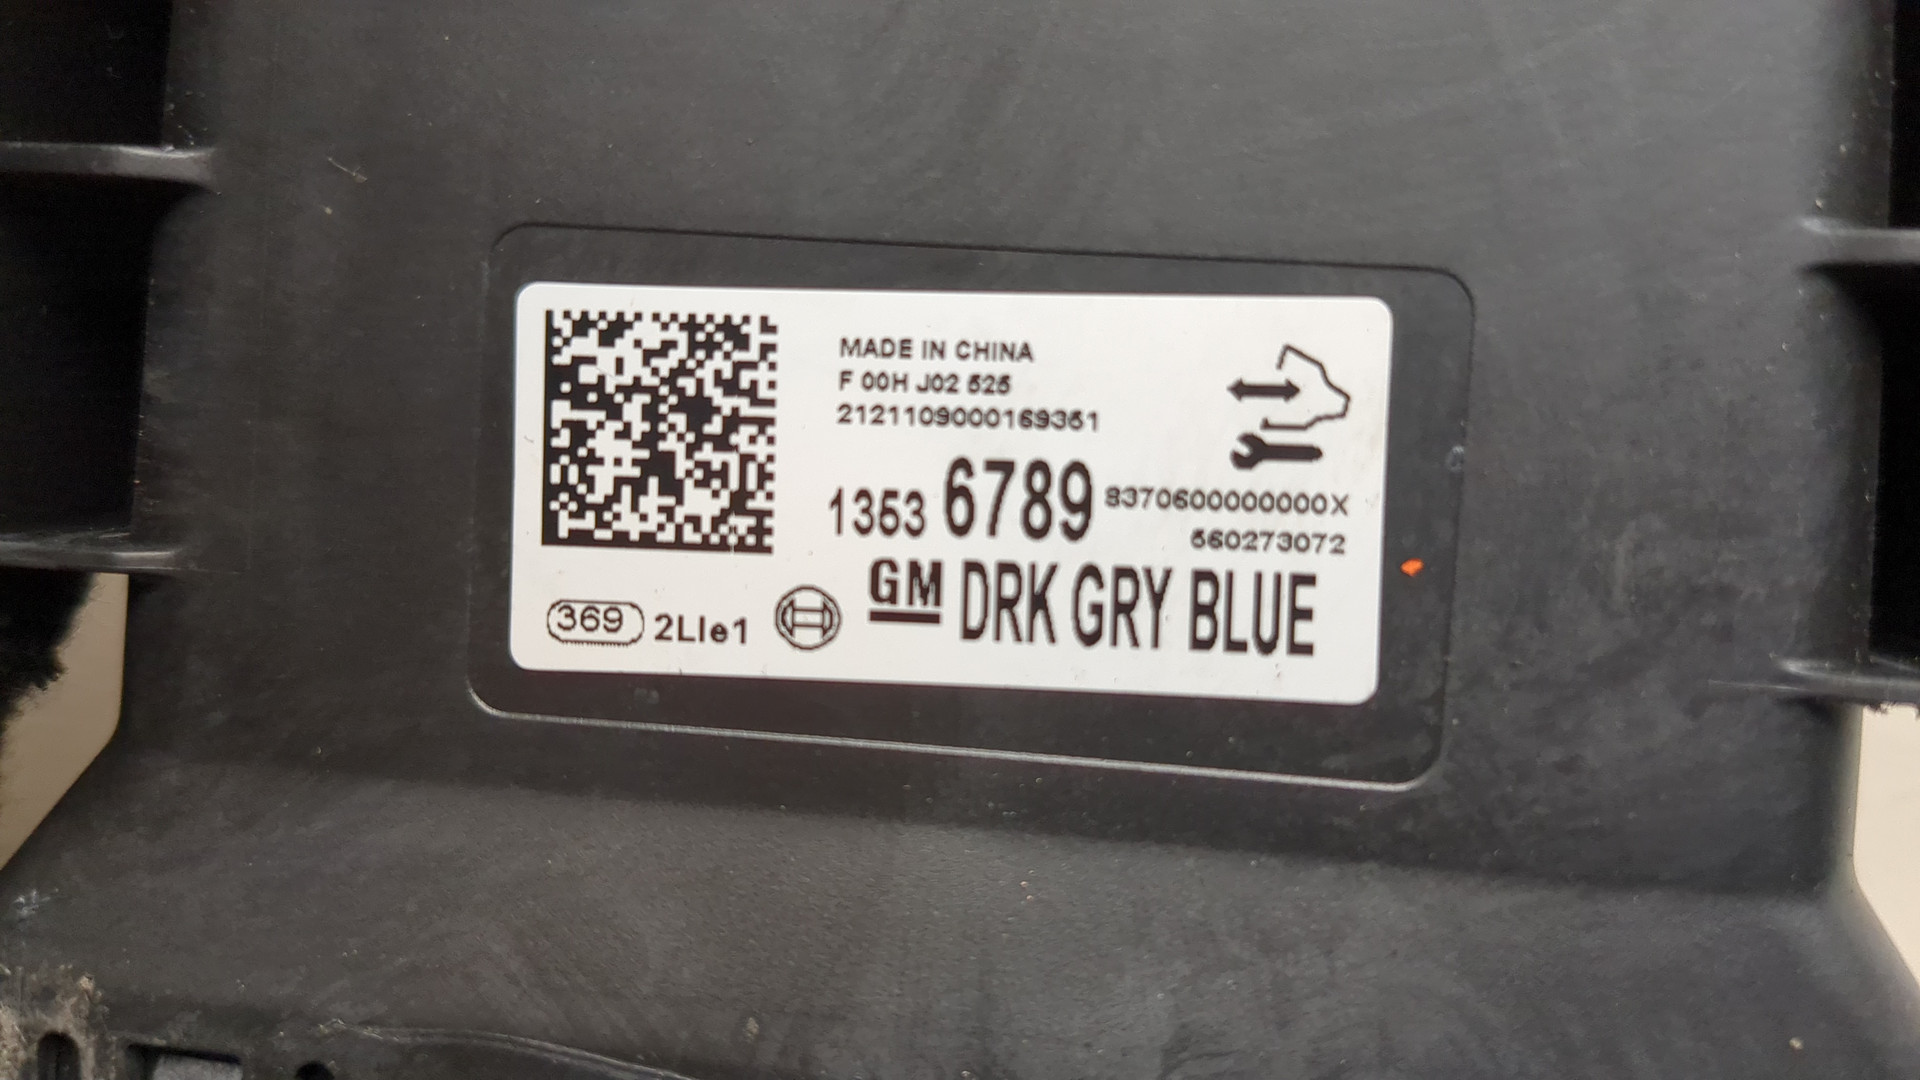 MADE IN CHINA
F 00H J02 525
2121109000169351
1353 6789
8370600000000X
560273072
GM DRK GRY BLUE
369 2LIe1